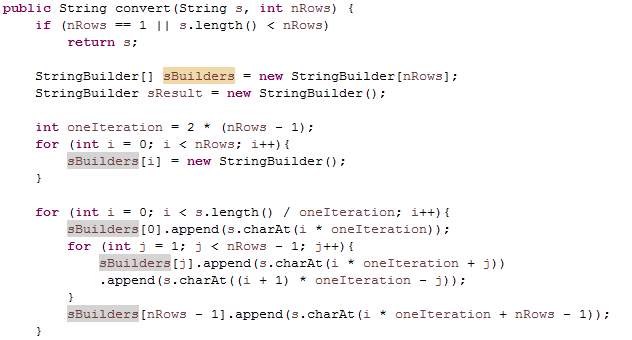 public String convert(String s, int nRows) {
    if (nRows == 1 || s.length() < nRows)
        return s;

    StringBuilder[] sBuilders = new StringBuilder[nRows];
    StringBuilder sResult = new StringBuilder();

    int oneIteration = 2 * (nRows - 1);
    for (int i = 0; i < nRows; i++){
        sBuilders[i] = new StringBuilder();
    }

    for (int i = 0; i < s.length() / oneIteration; i++){
        sBuilders[0].append(s.charAt(i * oneIteration));
        for (int j = 1; j < nRows - 1; j++){
            sBuilders[j].append(s.charAt(i * oneIteration + j))
            .append(s.charAt((i + 1) * oneIteration - j));
        }
        sBuilders[nRows - 1].append(s.charAt(i * oneIteration + nRows - 1));
    }